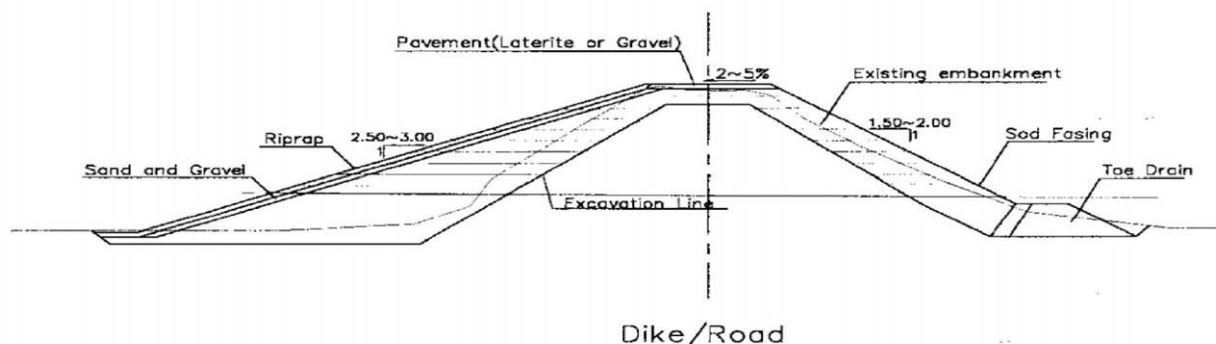 Pavement(Laterite or Gravel)
2~5%
Existing embankment
Riprap
2.50~3.00
1
1.50~2.00
1
Sod Fasing
Sand and Gravel
Toe Drain
Excavation line
Dike/Road